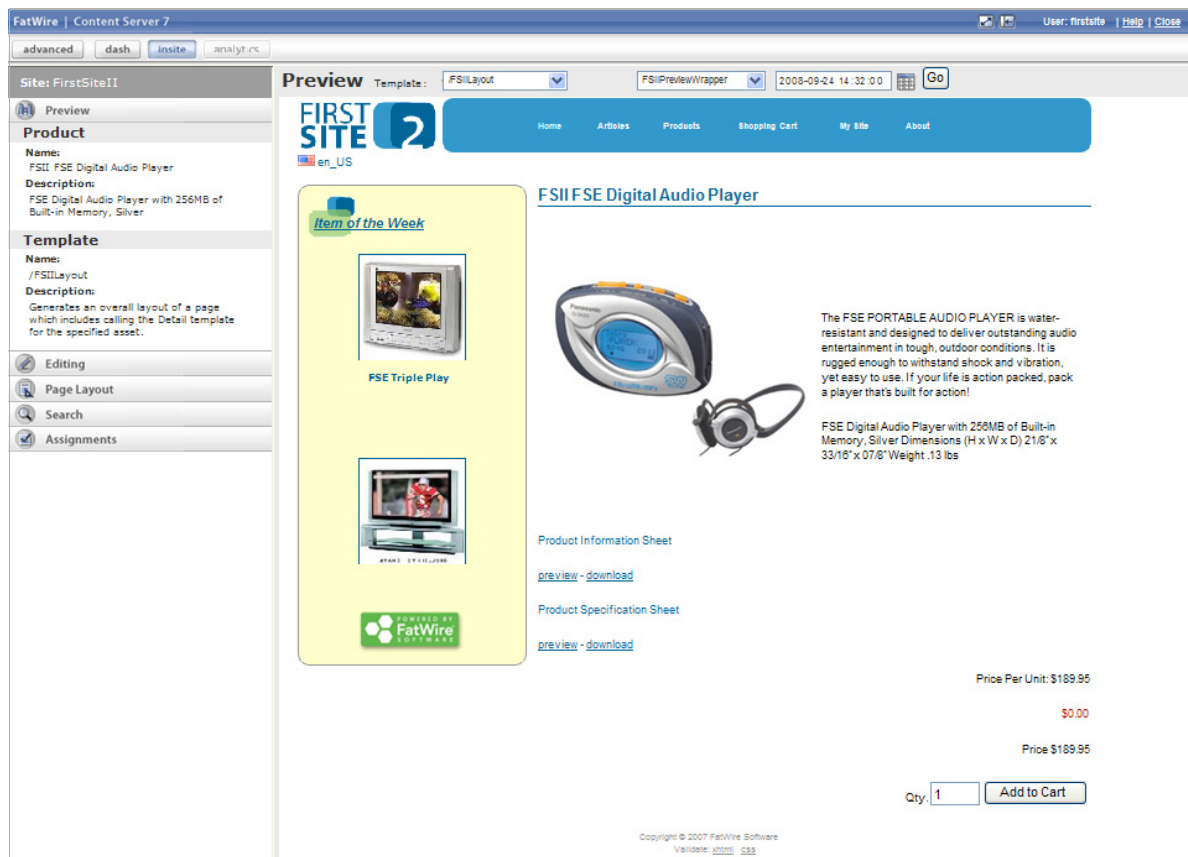 FatWire | Content Server 7
User: firstsite | Help | Close
advanced dash insite analytics
Site: FirstSiteII
Preview
Product
Name:
FSII FSE Digital Audio Player
Description:
FSE Digital Audio Player with 256MB of
Built-in Memory, Silver
Template
Name:
/FSIILayout
Description:
Generates an overall layout of a page
which includes calling the Detail template
for the specified asset.
Editing
Page Layout
Search
Assignments
Preview Template: /FSIILayout FSIIPreviewWrapper 2008-09-24 14:32:00 Go
FIRST
SITE 2
Home Articles Products Shopping Cart My Site About
en_US
Item of the Week
FSE Triple Play
POWERED BY
FatWire
SOFTWARE
FSII FSE Digital Audio Player
Panasonic
The FSE PORTABLE AUDIO PLAYER is water-
resistant and designed to deliver outstanding audio
entertainment in tough, outdoor conditions. It is
rugged enough to withstand shock and vibration,
yet easy to use. If your life is action packed, pack
a player that's built for action!
FSE Digital Audio Player with 256MB of Built-in
Memory, Silver Dimensions (H x W x D) 21/8" x
33/16" x 07/8" Weight .13 lbs
Product Information Sheet
preview - download
Product Specification Sheet
preview - download
Price Per Unit: $189.95
$0.00
Price $189.95
Qty. 1 Add to Cart
Copyright © 2007 FatWire Software
Validate: xhtml css